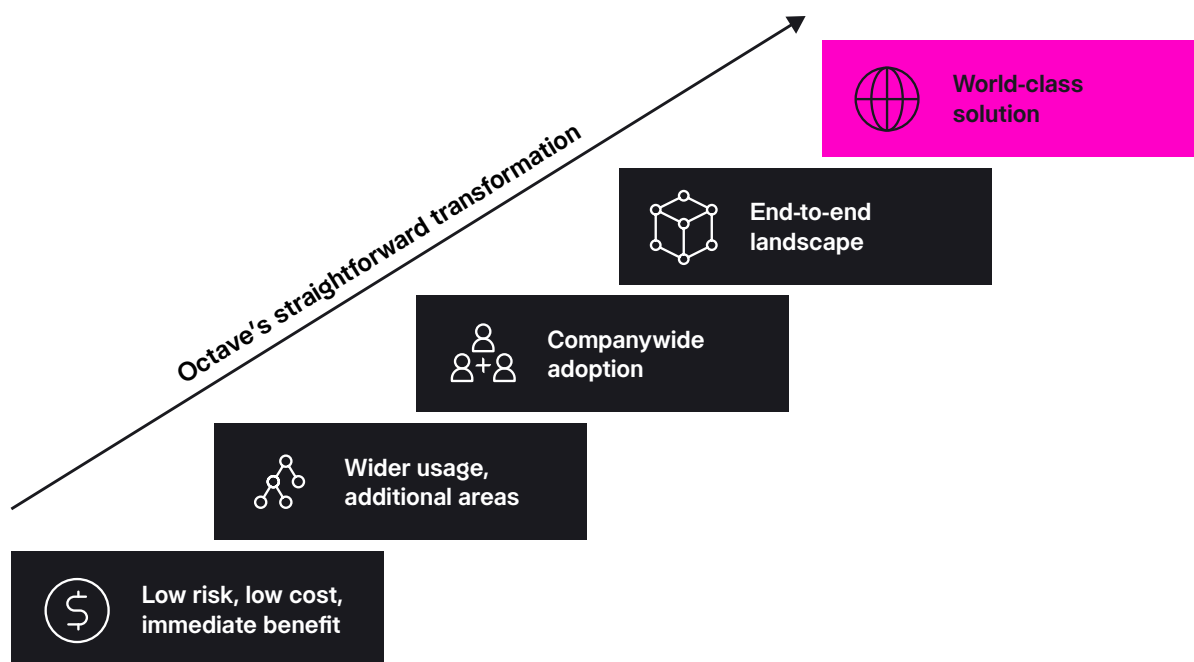 World-class
solution
Octave's straightforward transformation
End-to-end
landscape
Companywide
adoption
Wider usage,
additional areas
Low risk, low cost,
immediate benefit